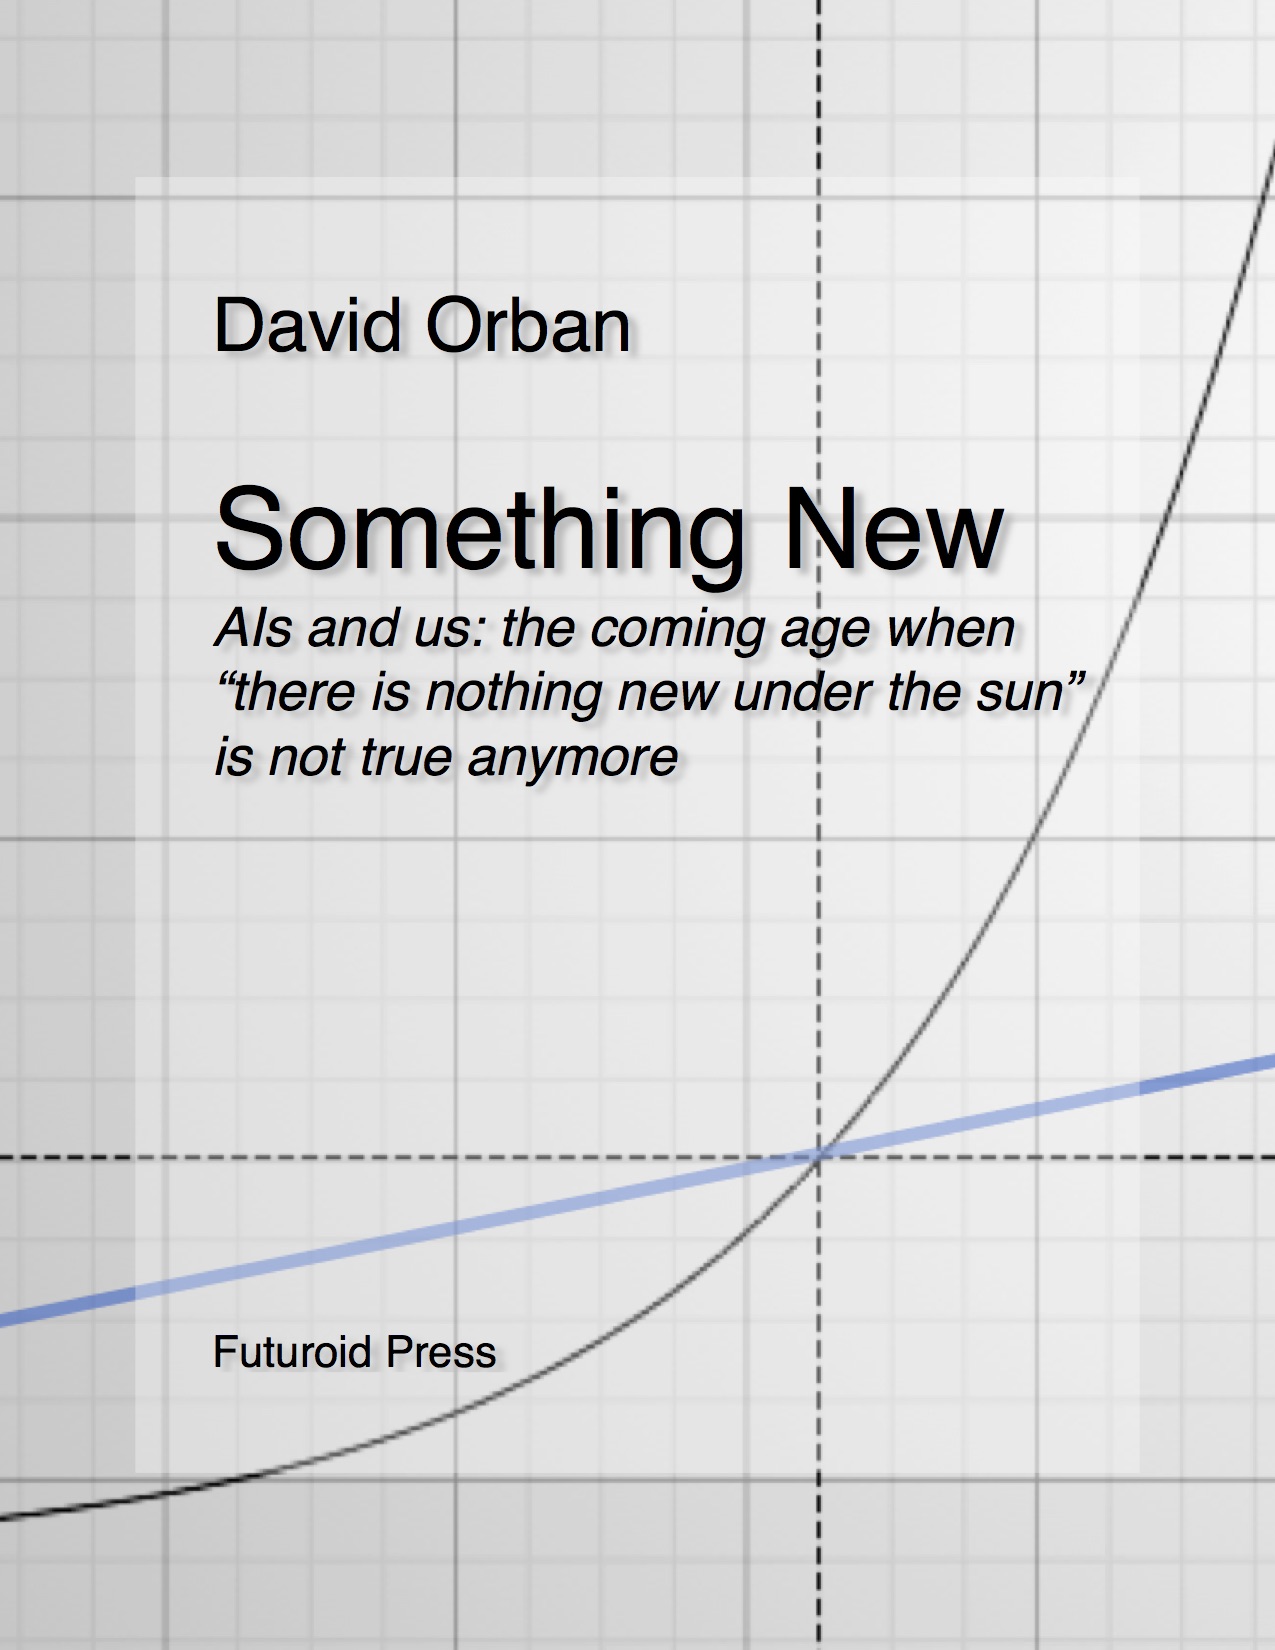 David Orban
Something New
AIs and us: the coming age when
“there is nothing new under the sun”
is not true anymore
Futuroid Press